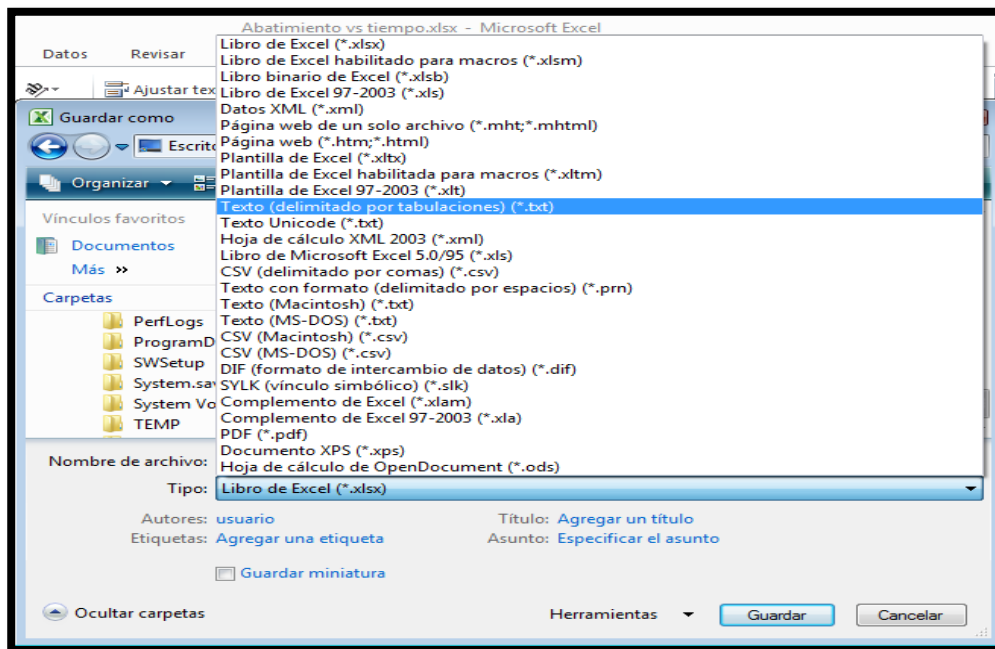 Abatimiento vs tiempo.xlsx - Microsoft Excel
Datos Revisar
Ajustar tex
Guardar como
Escrito
Organizar
Vínculos favoritos
Documentos
Más »
Carpetas
PerfLogs
ProgramD
SWSetup
System.sav
System Vo
TEMP
Libro de Excel (*.xlsx)
Libro de Excel habilitado para macros (*.xlsm)
Libro binario de Excel (*.xlsb)
Libro de Excel 97-2003 (*.xls)
Datos XML (*.xml)
Página web de un solo archivo (*.mht;*.mhtml)
Página web (*.htm;*.html)
Plantilla de Excel (*.xltx)
Plantilla de Excel habilitada para macros (*.xltm)
Plantilla de Excel 97-2003 (*.xlt)
Texto (delimitado por tabulaciones) (*.txt)
Texto Unicode (*.txt)
Hoja de cálculo XML 2003 (*.xml)
Libro de Microsoft Excel 5.0/95 (*.xls)
CSV (delimitado por comas) (*.csv)
Texto con formato (delimitado por espacios) (*.prn)
Texto (Macintosh) (*.txt)
Texto (MS-DOS) (*.txt)
CSV (Macintosh) (*.csv)
CSV (MS-DOS) (*.csv)
DIF (formato de intercambio de datos) (*.dif)
SYLK (vínculo simbólico) (*.slk)
Complemento de Excel (*.xlam)
Complemento de Excel 97-2003 (*.xla)
PDF (*.pdf)
Documento XPS (*.xps)
Hoja de cálculo de OpenDocument (*.ods)
Nombre de archivo:
Tipo: Libro de Excel (*.xlsx)
Autores: usuario Título: Agregar un título
Etiquetas: Agregar una etiqueta Asunto: Especificar el asunto
Guardar miniatura
Ocultar carpetas Herramientas Guardar Cancelar